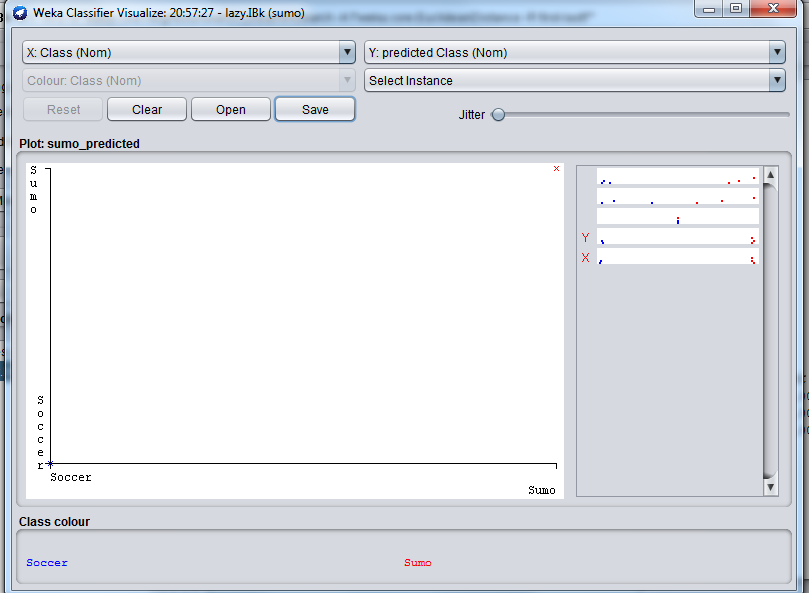 Weka Classifier Visualize: 20:57:27 - lazy.IBk (sumo)
X: Class (Nom)
Y: predicted Class (Nom)
Colour: Class (Nom)
Select Instance
Reset
Clear
Open
Save
Jitter
Plot: sumo_predicted
Sumo
Soccer
Soccer
Sumo
Y
X
Class colour
Soccer
Sumo